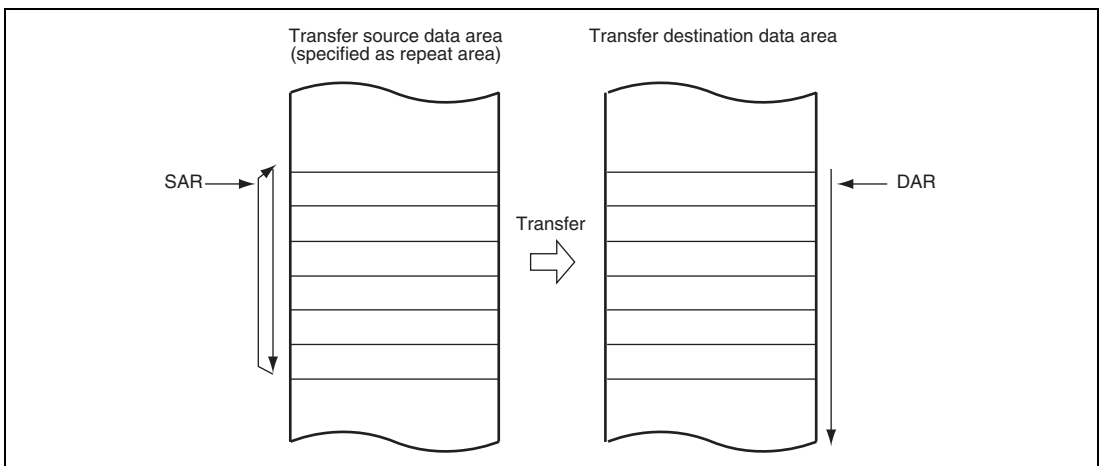 Transfer source data area
(specified as repeat area)
Transfer destination data area
SAR
Transfer
DAR